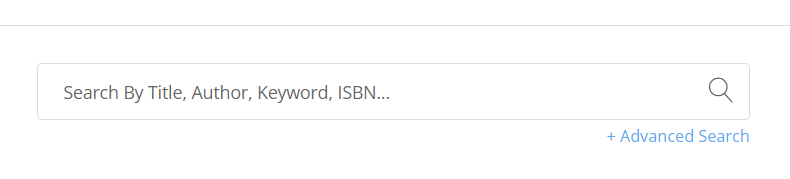 Search By Title, Author, Keyword, ISBN...
+ Advanced Search